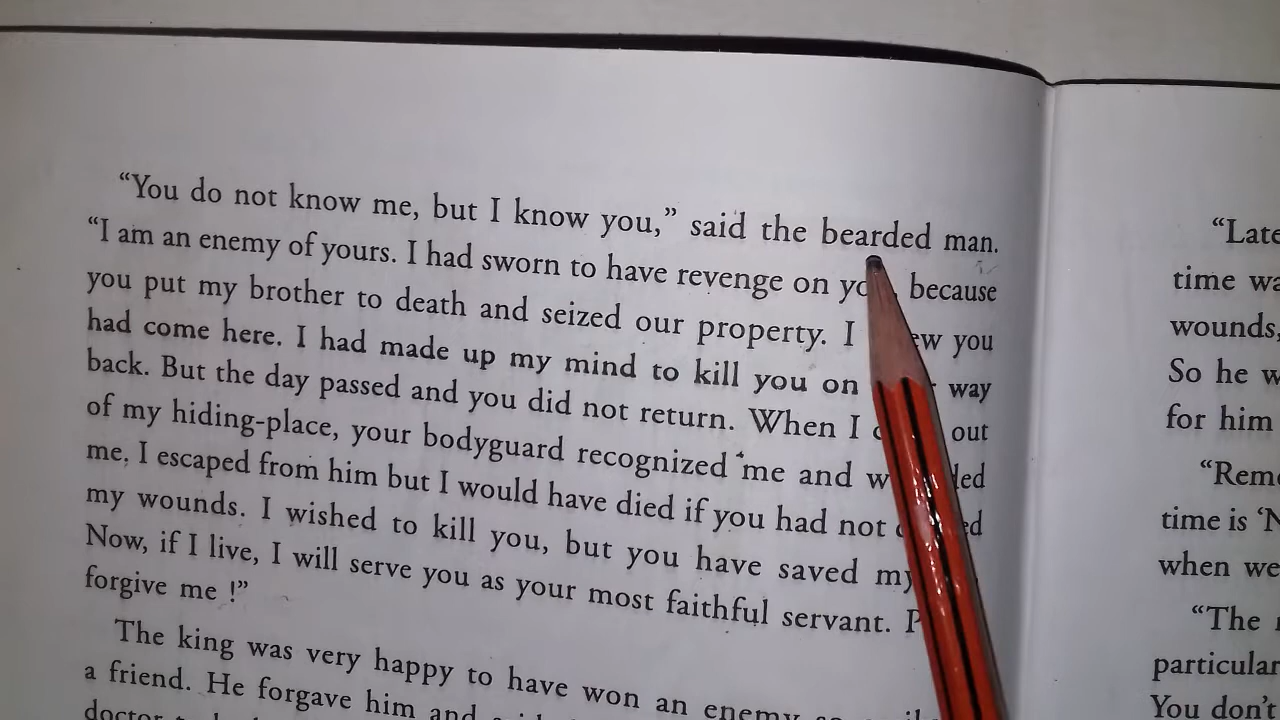 “You do not know me, but I know you,” said the bearded man.
“I am an enemy of yours. I had sworn to have revenge on because
you put my brother to death and seized our property. I you
had come here. I had made up my mind to kill you on way
back. But the day passed and you did not return. When I out
of my hiding-place, your bodyguard recognized me and
me. I escaped from him but I would have died if you had not
my wounds. I wished to kill you, but you have saved my
Now, if I live, I will serve you as your most faithful servant.
forgive me !”
The king was very happy to have won an enemy
a friend. He forgave him and
“Late
time
wounds,
So he
for him
“Rem
time is ‘N
when we
“The
particular
You don’t